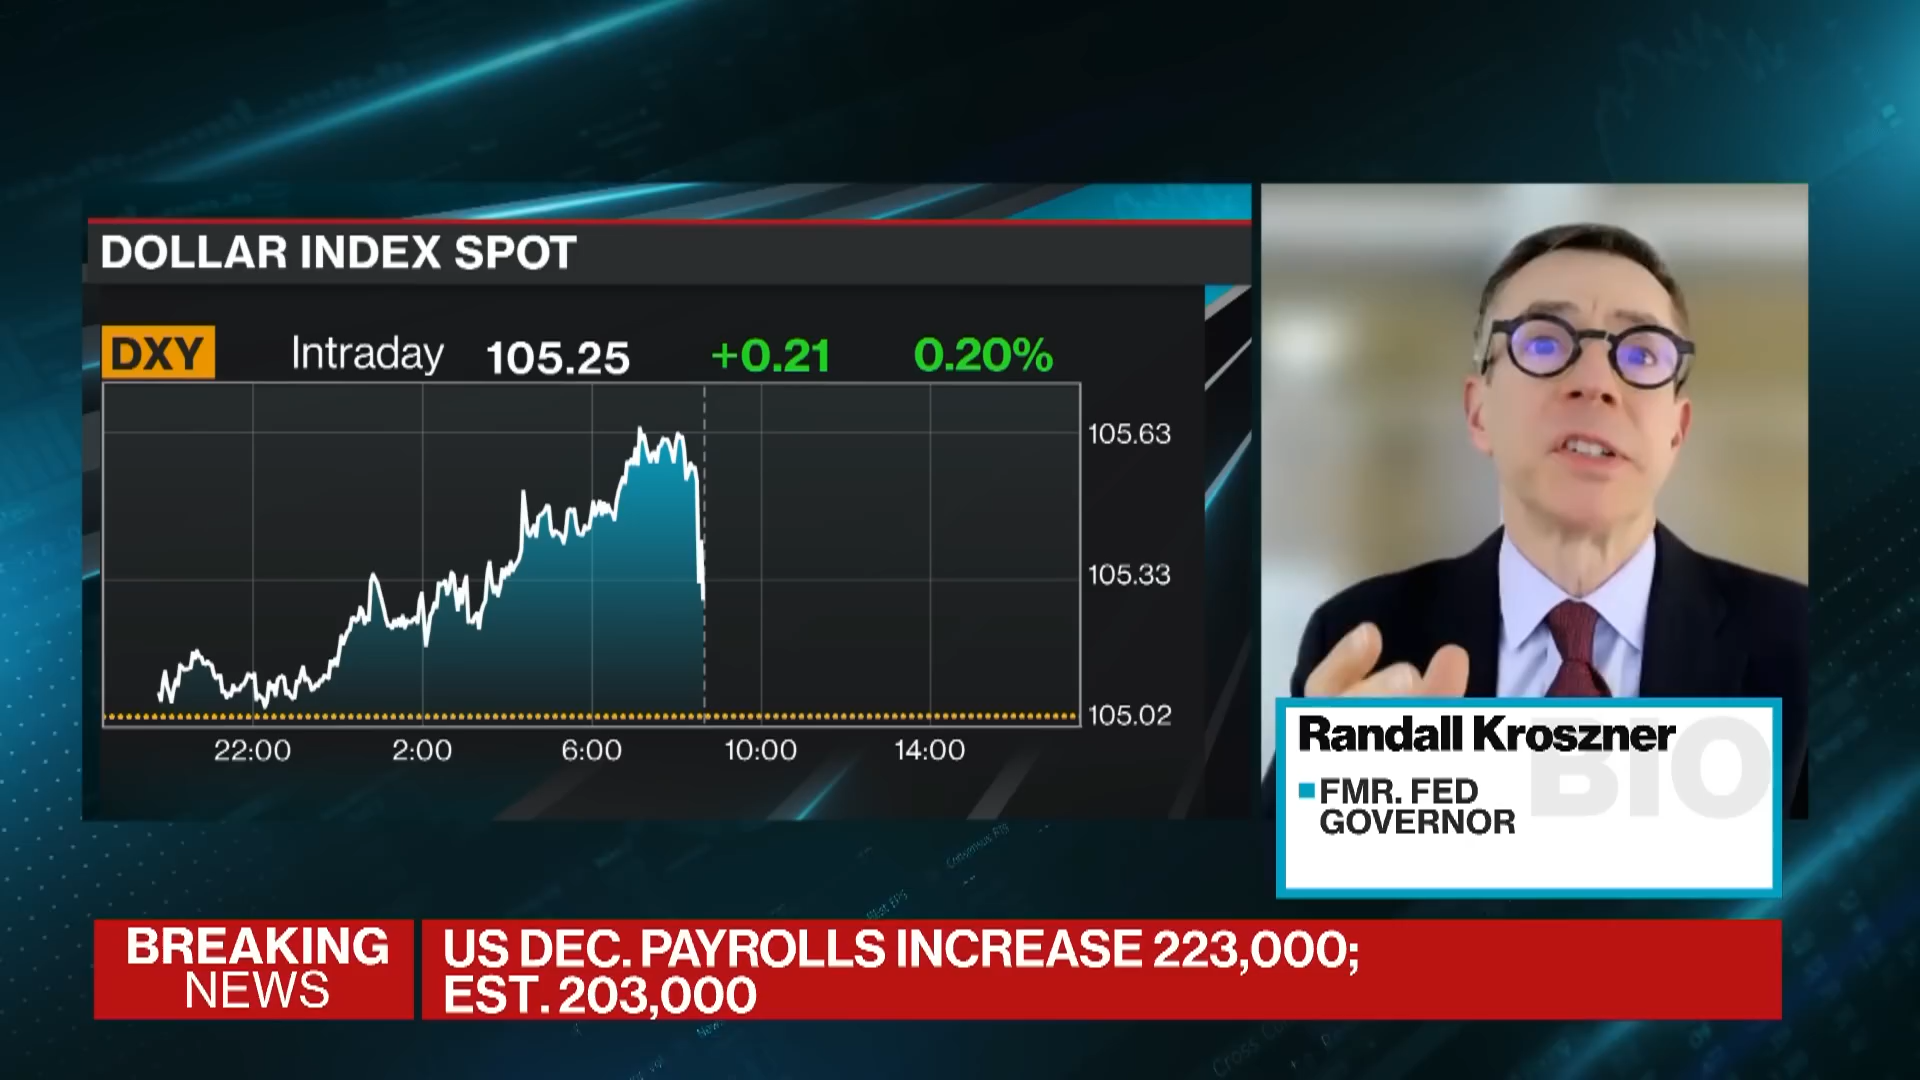 DOLLAR INDEX SPOT
DXY Intraday 105.25 +0.21 0.20%
105.63
105.33
105.02
22:00 2:00 6:00 10:00 14:00
Randall Kroszner
BIO
FMR. FED
GOVERNOR
BREAKING
NEWS
US DEC. PAYROLLS INCREASE 223,000;
EST. 203,000